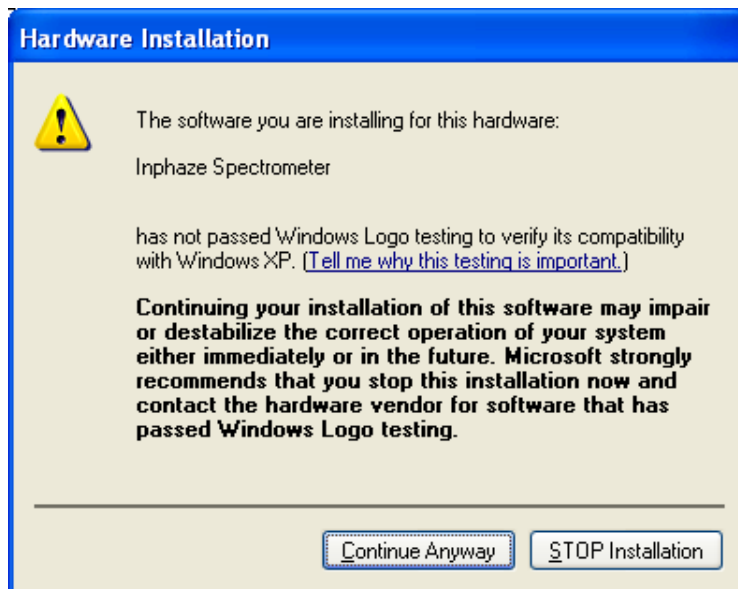 Hardware Installation
The software you are installing for this hardware:
Inphaze Spectrometer
has not passed Windows Logo testing to verify its compatibility
with Windows XP. (Tell me why this testing is important.)
Continuing your installation of this software may impair
or destabilize the correct operation of your system
either immediately or in the future. Microsoft strongly
recommends that you stop this installation now and
contact the hardware vendor for software that has
passed Windows Logo testing.
Continue Anyway STOP Installation